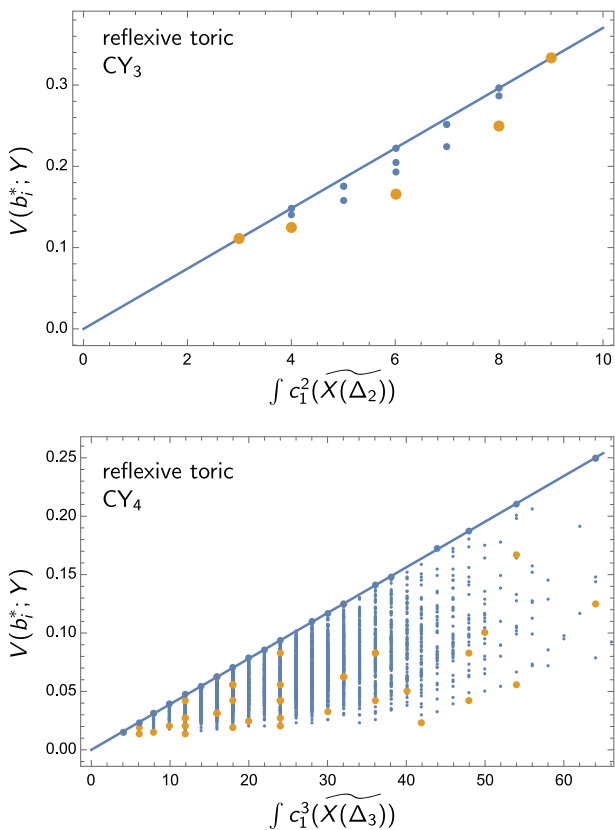 reflexive toric
CY₃
V(b*ᵢ; Y)
0.3
0.2
0.1
0.0
0 2 4 6 8 10
∫ c₁²(X̃(Δ₂))
reflexive toric
CY₄
V(b*ᵢ; Y)
0.25
0.20
0.15
0.10
0.05
0.00
0 10 20 30 40 50 60
∫ c₁³(X̃(Δ₃))